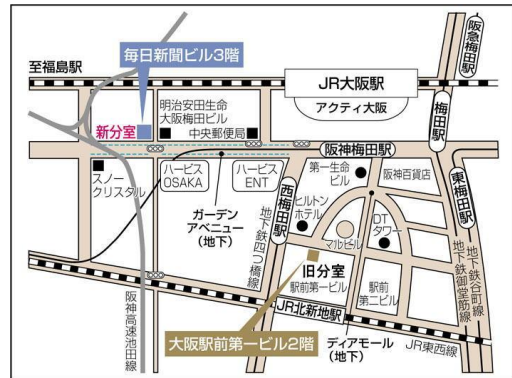 毎日新聞ビル3階
至福島駅
新分室
明治安田生命
大阪梅田ビル
中央郵便局
JR大阪駅
アクティ大阪
阪急梅田駅
梅田駅
阪神梅田駅
東梅田駅
スノー
クリスタル
ハービス
OSAKA
ハービス
ENT
ガーデン
アベニュー
(地下)
西梅田駅
地下鉄四つ橋線
第一生命
ビル
阪神百貨店
ヒルトン
ホテル
マルビル
DT
タワー
旧分室
駅前第一ビル
駅前
第二ビル
地下鉄御堂筋線
地下鉄谷町線
JR北新地駅
大阪駅前第一ビル2階
ディアモール
(地下)
JR東西線
阪神高速池田線